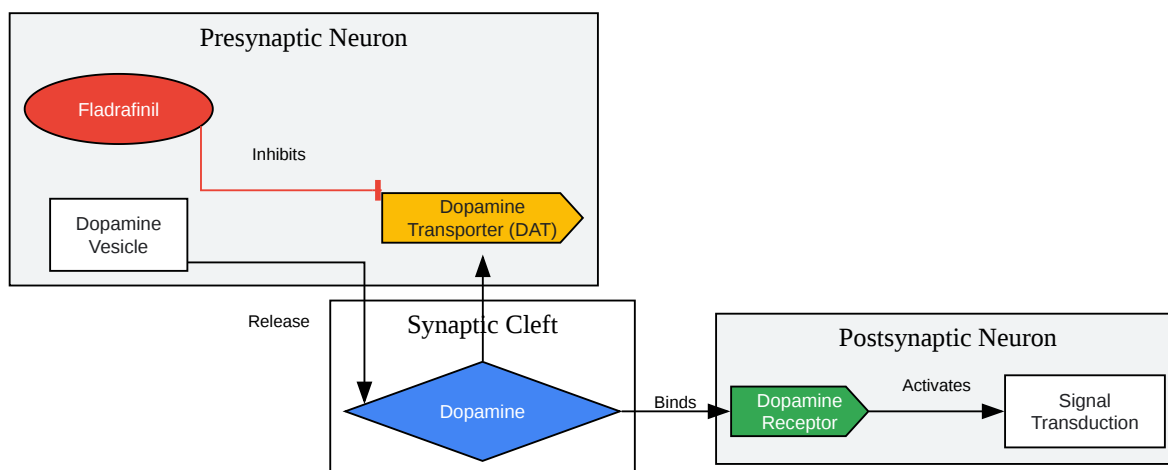 Presynaptic Neuron
Fladrafinil
Inhibits
Dopamine
Transporter (DAT)
Dopamine
Vesicle
Release
Synaptic Cleft
Dopamine
Binds
Postsynaptic Neuron
Dopamine
Receptor
Activates
Signal
Transduction